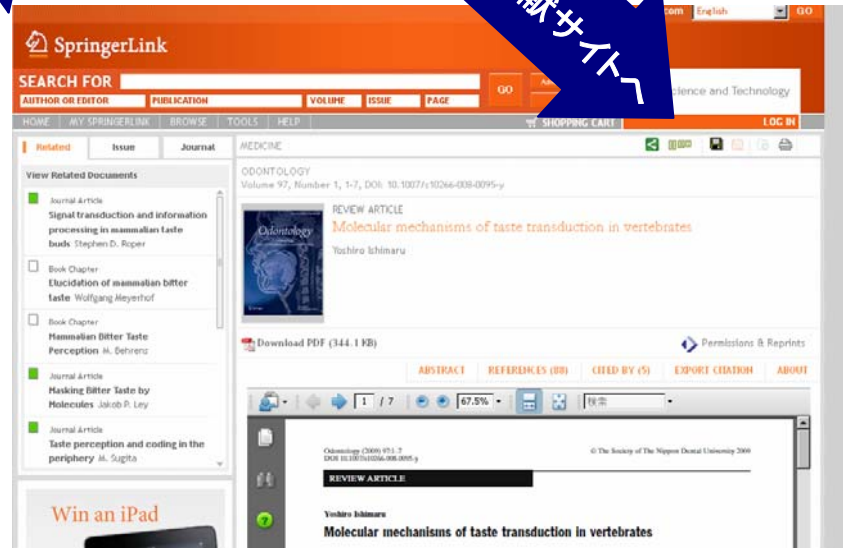 献サイトへ
com English GO
SpringerLink
SEARCH FOR
GO
AUTHOR OR EDITOR PUBLICATION VOLUME ISSUE PAGE
cience and Technology
HOME MY SPRINGERLINK BROWSE TOOLS HELP SHOPPING CART LOG IN
Related Issue Journal
View Related Documents
Journal Article
Signal transduction and information
processing in mammalian taste
buds Stephen D. Roper
Book Chapter
Elucidation of mammalian bitter
taste Wolfgang Meyerhof
Book Chapter
Mammalian Bitter Taste
Perception M. Behrens
Journal Article
Masking Bitter Taste by
Molecules Jakob P. Ley
Journal Article
Taste perception and coding in the
periphery M. Sugita
Win an iPad
MEDICINE
ODONTOLOGY
Volume 97, Number 1, 1-7, DOI: 10.1007/s10266-008-0095-y
Odontology
REVIEW ARTICLE
Molecular mechanisms of taste transduction in vertebrates
Yoshiro Ishimaru
Download PDF (344.1 KB)
Permissions & Reprints
ABSTRACT REFERENCES (88) CITED BY (5) EXPORT CITATION ABOUT
1 / 7 67.5% 検索
Odontology (2009) 97:1–7
© The Society of The Nippon Dental University 2009
DOI 10.1007/s10266-008-0095-y
REVIEW ARTICLE
Yoshiro Ishimaru
Molecular mechanisms of taste transduction in vertebrates